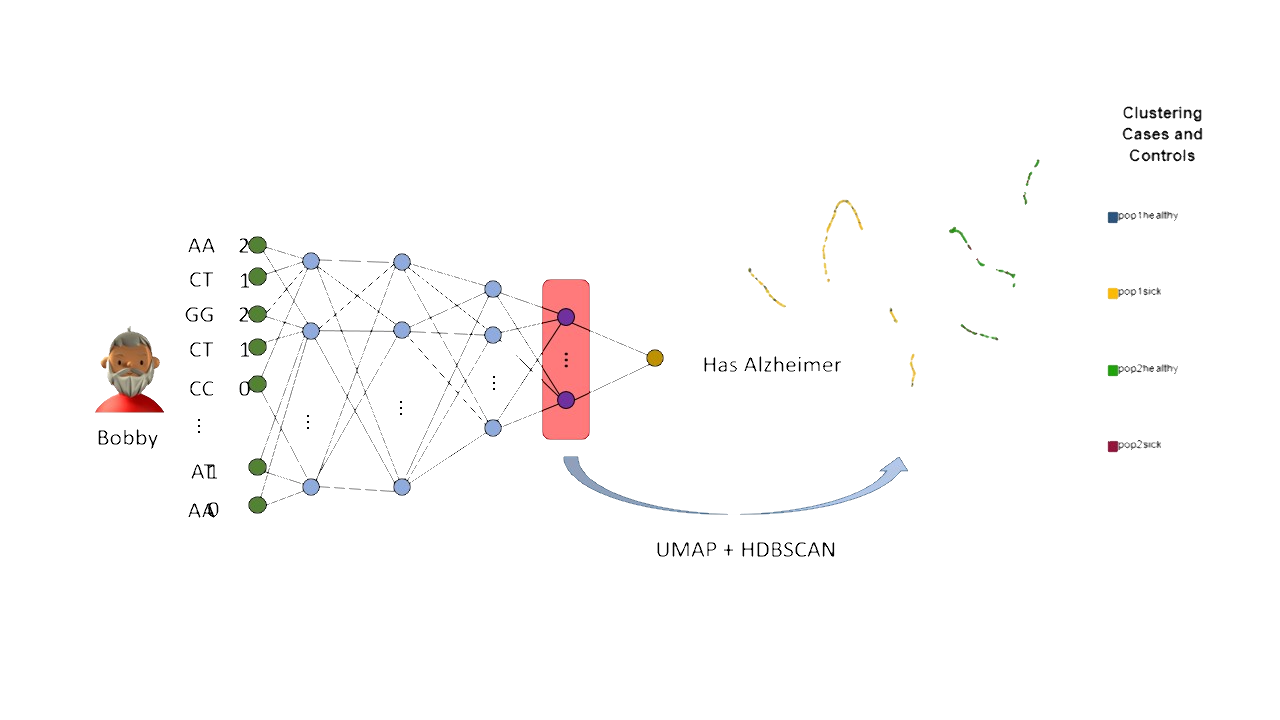 AA 2
CT 1
GG 2
CT 1
CC 0
AT 1
AA 0
Bobby
Has Alzheimer
UMAP + HDBSCAN
Clustering
Cases and
Controls
pop1healthy
pop1sick
pop2healthy
pop2sick